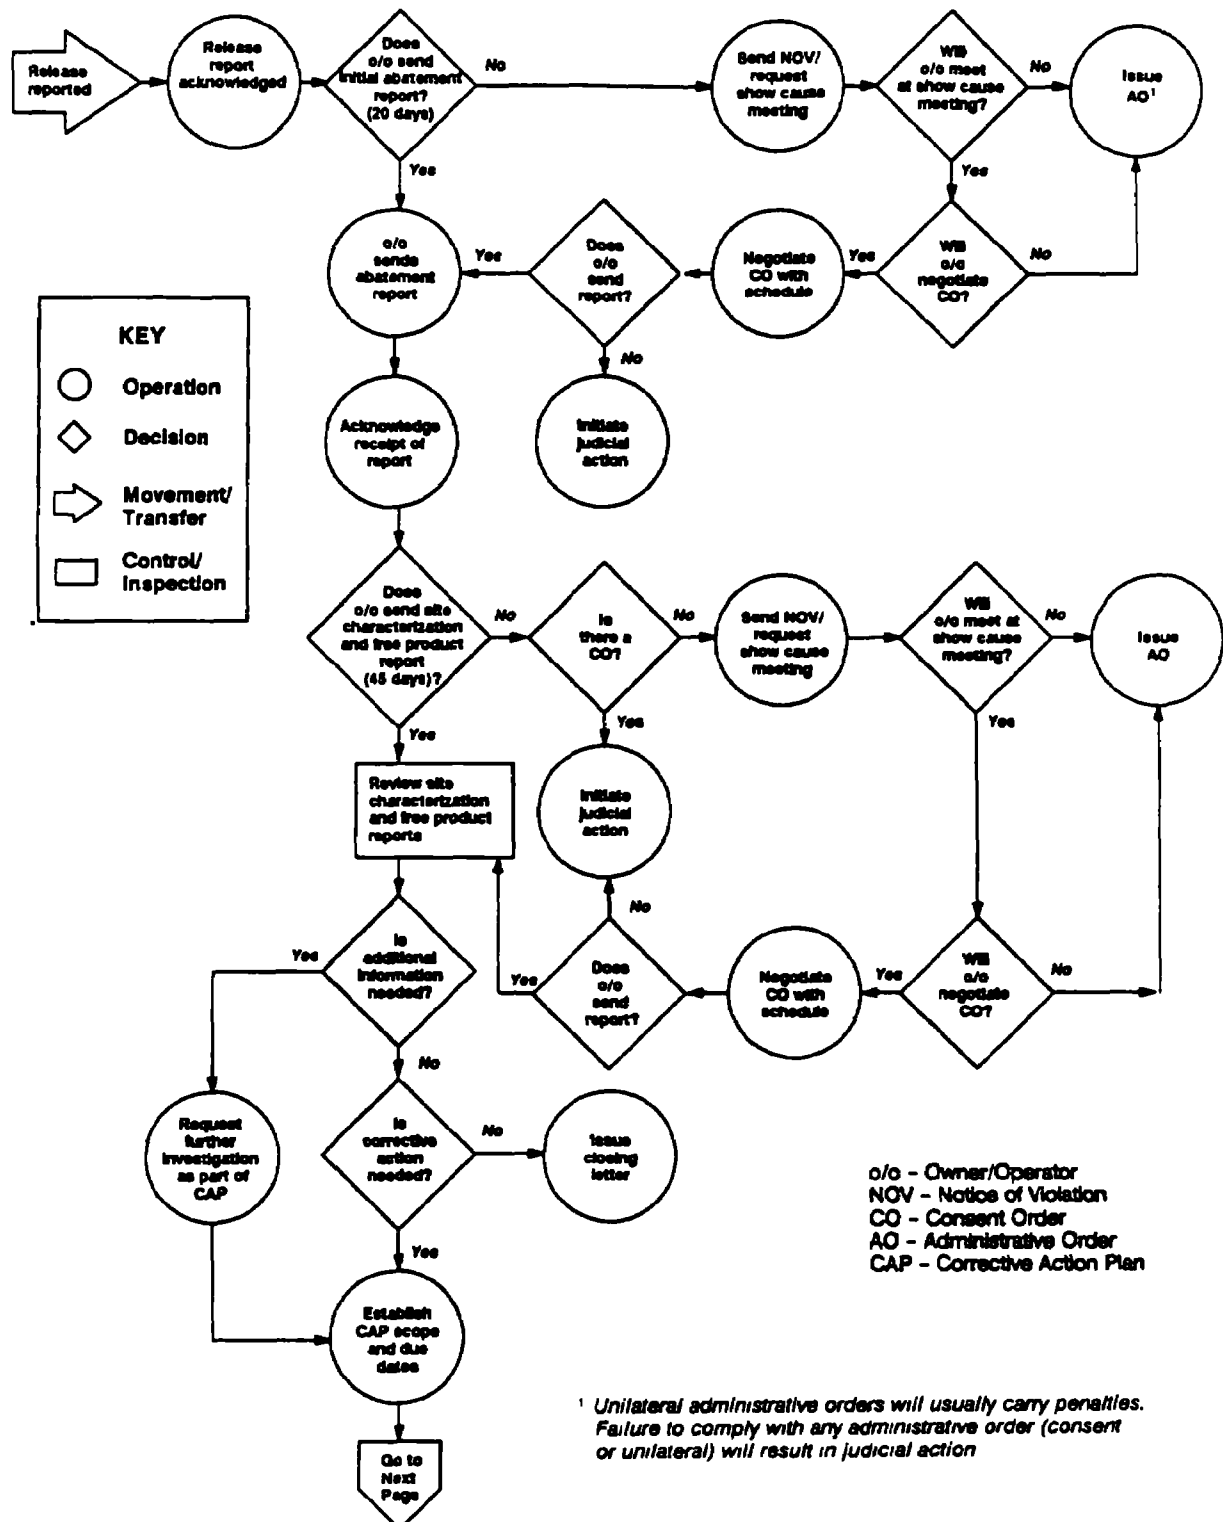 Release
reported
Release
report
acknowledged
Does
o/o send
initial abatement
report?
(20 days)
No
Send NOV/
request
show cause
meeting
Will
o/o meet
at show cause
meeting?
No
Issue
AO¹
Yes
Yes
o/o
sends
abatement
report
Yes
Does
o/o
send
report?
Negotiate
CO with
schedule
Yes
Will
o/o
negotiate
CO?
No
No
KEY
Operation
Decision
Movement/
Transfer
Control/
Inspection
Acknowledge
receipt of
report
Initiate
judicial
action
Does
o/o send site
characterization
and free product
report
(45 days)?
No
Is
there a
CO?
No
Send NOV/
request
show cause
meeting
Will
o/o meet at
show cause
meeting?
No
Issue
AO
Yes
Yes
Yes
Review site
characterization
and free product
reports
Initiate
judicial
action
No
Yes
Is
additional
information
needed?
Yes
Does
o/o
send
report?
Negotiate
CO with
schedule
Yes
Will
o/o
negotiate
CO?
No
No
Request
further
investigation
as part of
CAP
Is
corrective
action
needed?
No
Issue
closing
letter
Yes
o/o - Owner/Operator
NOV - Notice of Violation
CO - Consent Order
AO - Administrative Order
CAP - Corrective Action Plan
Establish
CAP scope
and due
dates
Go to
Next
Page
¹ Unilateral administrative orders will usually carry penalties.
Failure to comply with any administrative order (consent
or unilateral) will result in judicial action